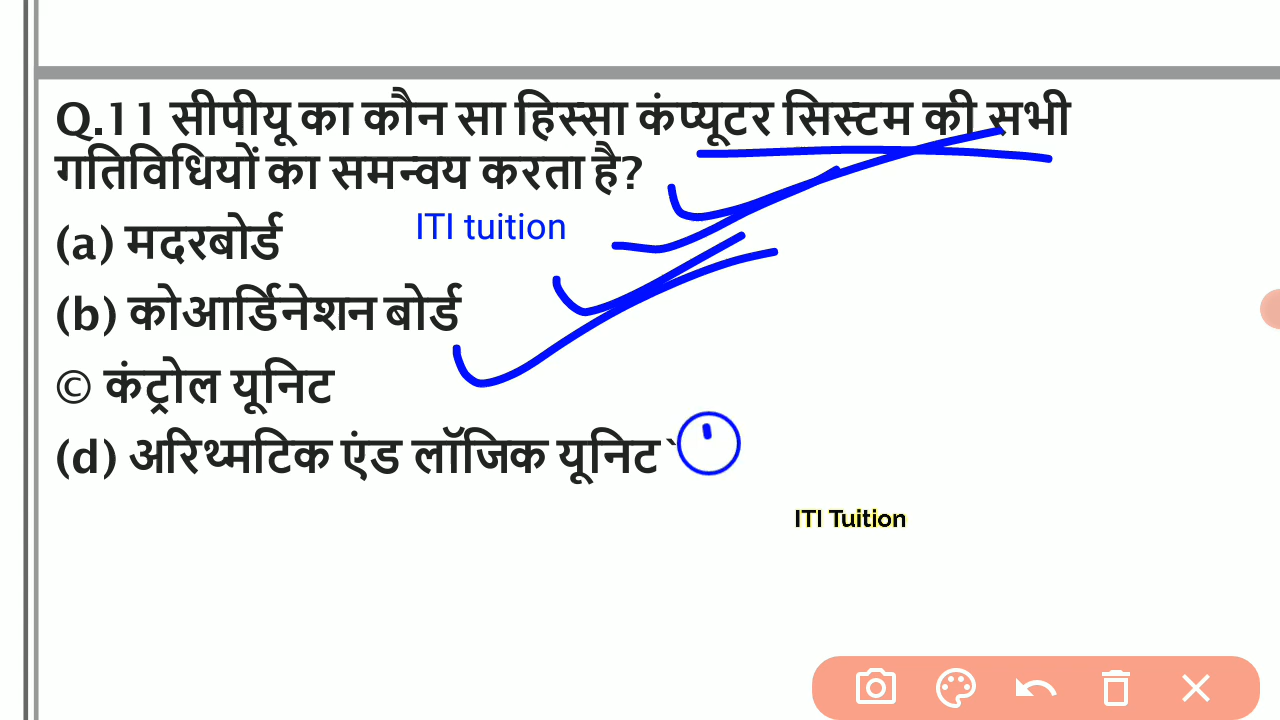 Q.11 सीपीयू का कौन सा हिस्सा कंप्यूटर सिस्टम की सभी
गतिविधियों का समन्वय करता है?
ITI tuition
(a) मदरबोर्ड
(b) कोआर्डिनेशन बोर्ड
© कंट्रोल यूनिट
(d) अरिथ्मटिक एंड लॉजिक यूनिट`
ITI Tuition